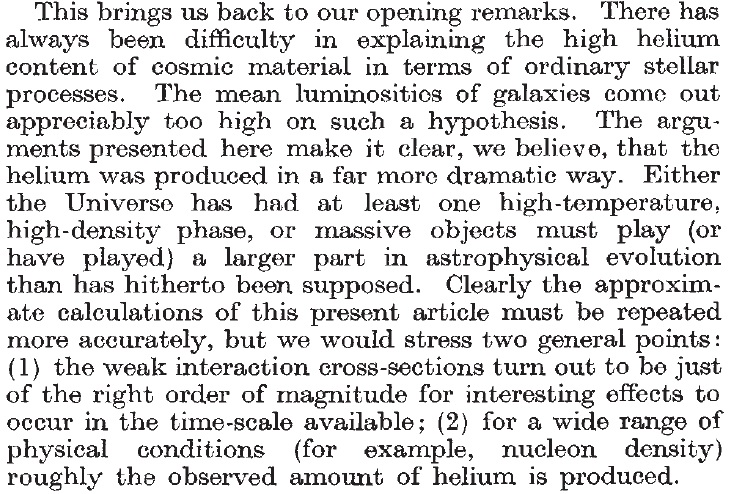 This brings us back to our opening remarks. There has
always been difficulty in explaining the high helium
content of cosmic material in terms of ordinary stellar
processes. The mean luminosities of galaxies come out
appreciably too high on such a hypothesis. The argu-
ments presented here make it clear, we believe, that the
helium was produced in a far more dramatic way. Either
the Universe has had at least one high-temperature,
high-density phase, or massive objects must play (or
have played) a larger part in astrophysical evolution
than has hitherto been supposed. Clearly the approxim-
ate calculations of this present article must be repeated
more accurately, but we would stress two general points:
(1) the weak interaction cross-sections turn out to be just
of the right order of magnitude for interesting effects to
occur in the time-scale available; (2) for a wide range of
physical conditions (for example, nucleon density)
roughly the observed amount of helium is produced.